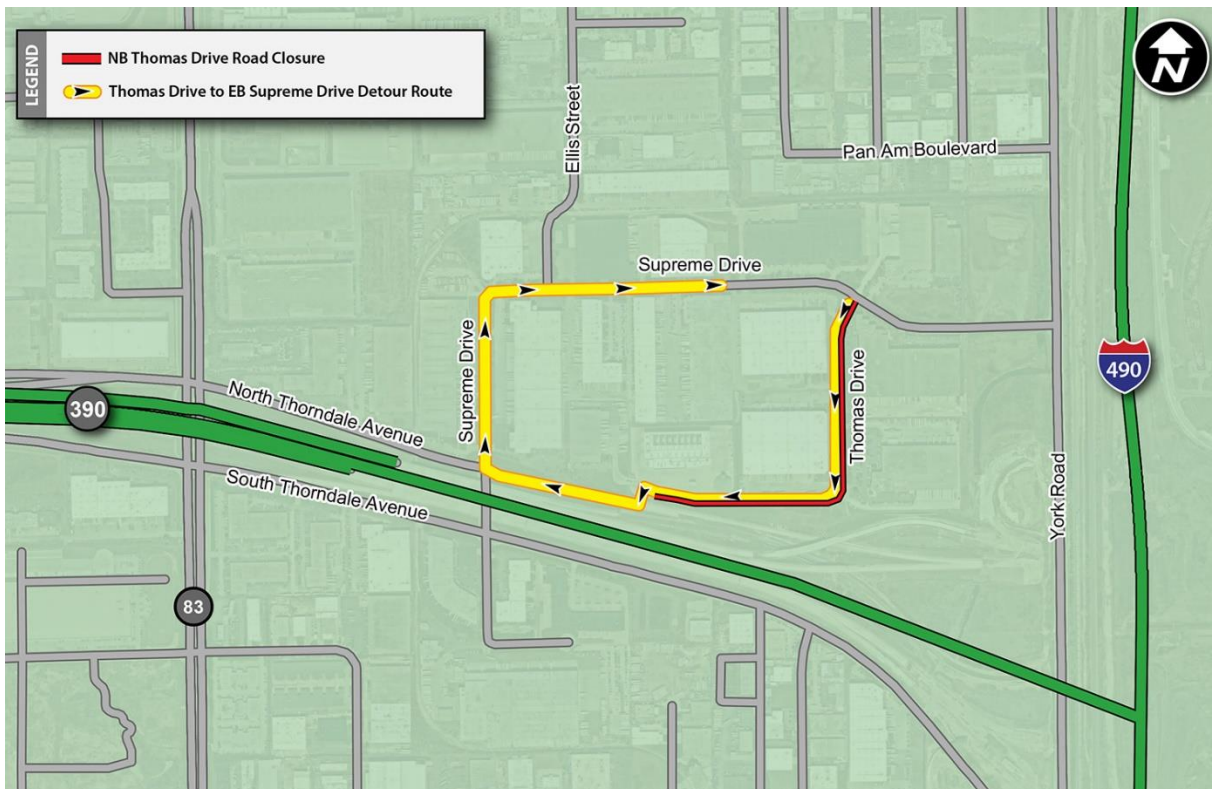 LEGEND
NB Thomas Drive Road Closure
Thomas Drive to EB Supreme Drive Detour Route
N
Ellis Street
Pan Am Boulevard
Supreme Drive
490
Supreme Drive
Thomas Drive
390
North Thorndale Avenue
South Thorndale Avenue
York Road
83